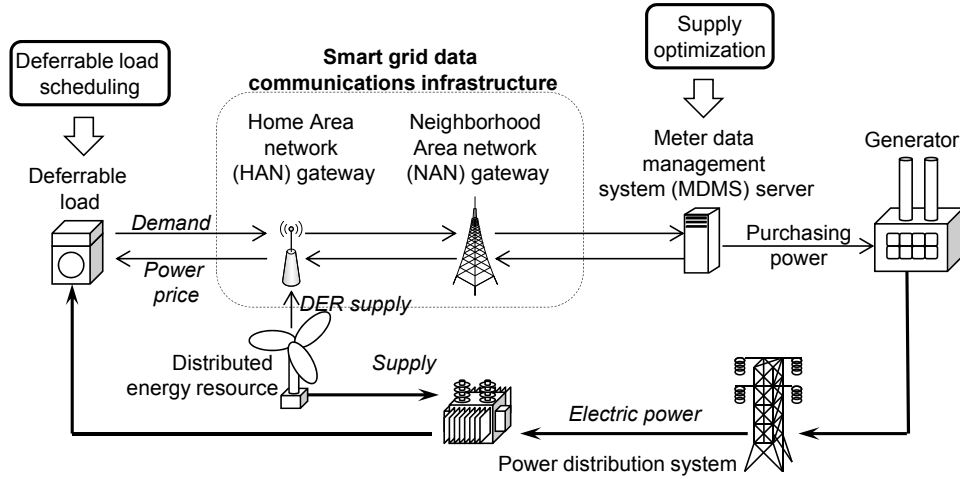 Deferrable load
scheduling
Smart grid data
communications infrastructure
Supply
optimization
Home Area
network
(HAN) gateway
Neighborhood
Area network
(NAN) gateway
Meter data
management
system (MDMS) server
Generator
Deferrable
load
Demand
Power
price
Purchasing
power
DER supply
Distributed
energy resource
Supply
Electric power
Power distribution system